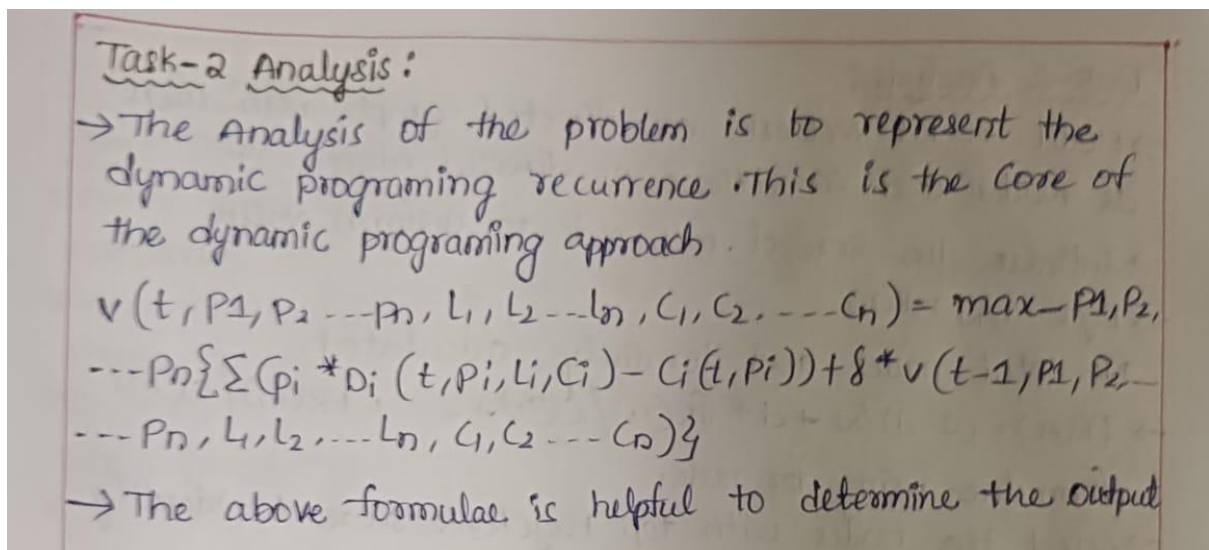 Task-2 Analysis:
→ The Analysis of the problem is to represent the
dynamic programing recurrence. This is the core of
the dynamic programing approach.
v(t, P1, P2 ---- Pn, L1, L2 --- Ln, C1, C2, ---- Cn) = max_P1, P2,
--- Pn{Σ(pi * Di (t, Pi, Li, Ci) - Ci(t, Pi)) + δ * v (t-1, P1, P2,
---- Pn, L1, L2, .... Ln, C1, C2 ---- Cn)}
→ The above formulae is helpful to determine the output